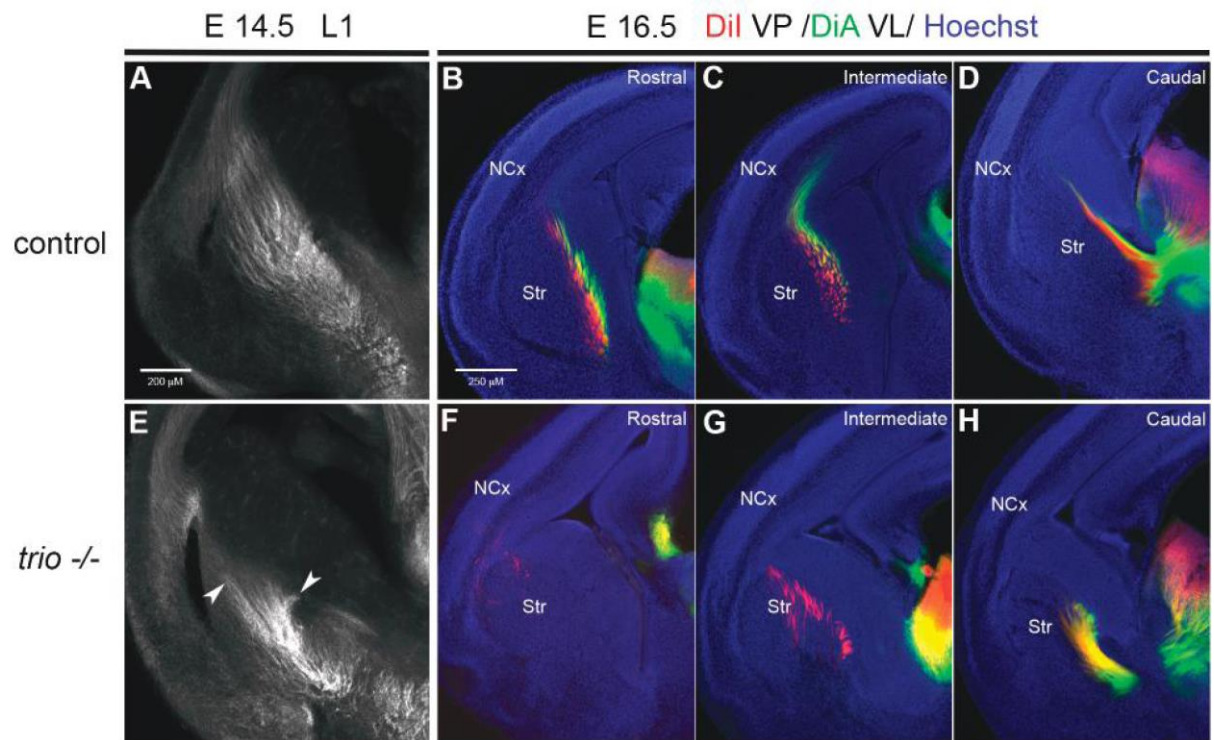 E 14.5 L1
E 16.5 DiI VP /DiA VL/ Hoechst
A
B Rostral
C Intermediate
D Caudal
NCx
NCx
NCx
control
Str
Str
Str
200 µM
250 µM
E
F Rostral
G Intermediate
H Caudal
NCx
NCx
NCx
trio -/-
Str
Str
Str